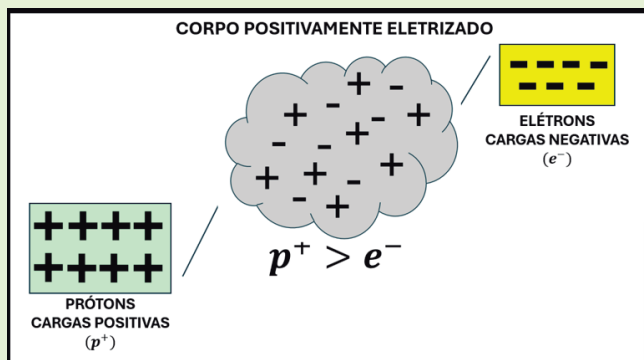 CORPO POSITIVAMENTE ELETRIZADO
ELÉTRONS
CARGAS NEGATIVAS
(e⁻)
p⁺ > e⁻
PRÓTONS
CARGAS POSITIVAS
(p⁺)